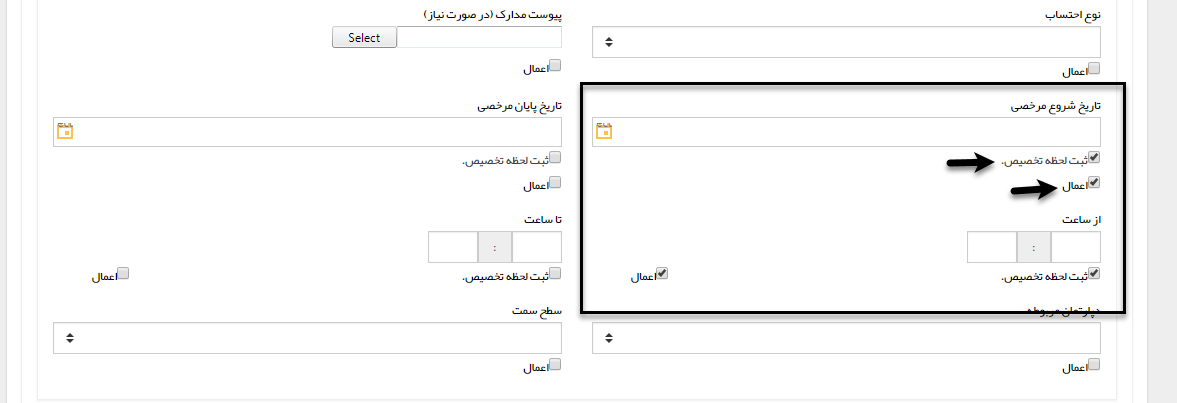 نوع احتساب
پیوست مدارک (در صورت نیاز)
Select
اعمال
اعمال
تاریخ شروع مرخصی
تاریخ پایان مرخصی
ثبت لحظه تخصیص.
ثبت لحظه تخصیص.
اعمال
اعمال
از ساعت
تا ساعت
:
:
ثبت لحظه تخصیص.
اعمال
ثبت لحظه تخصیص.
اعمال
دپارتمان مربوطه
سطح سمت
اعمال
اعمال